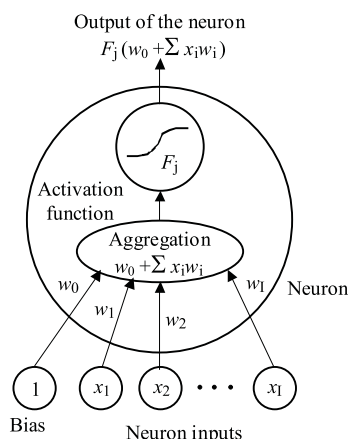 Output of the neuron
Fj (w0 +Σ xiwi)
Fj
Activation
function
Aggregation
w0 +Σ xiwi
w0
w1
w2
wI
Neuron
1
x1
x2
• • •
xI
Bias
Neuron inputs